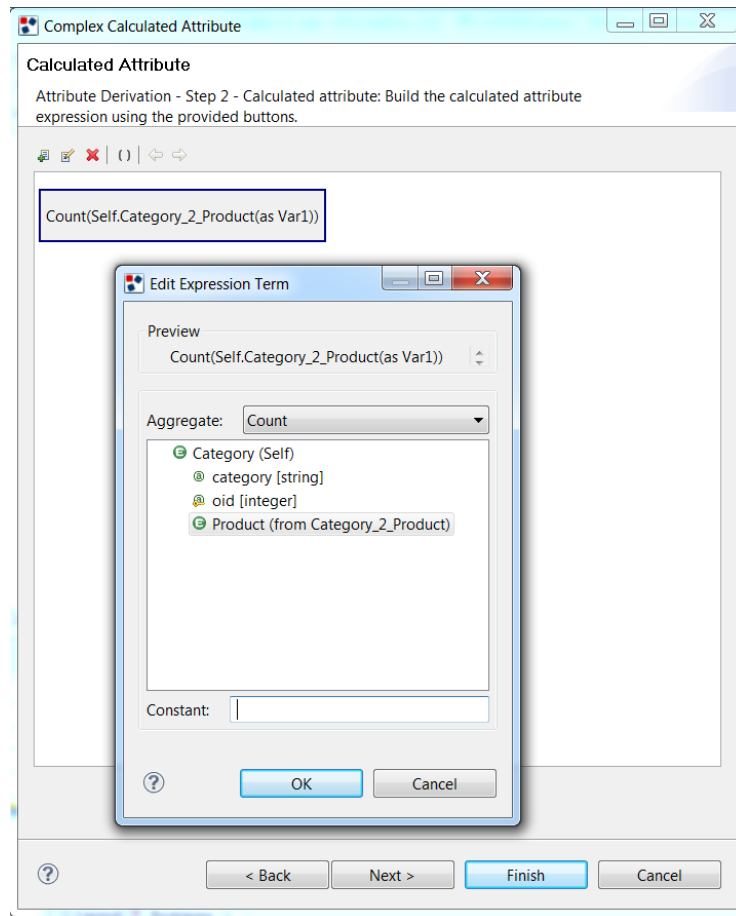 Complex Calculated Attribute
Calculated Attribute
Attribute Derivation - Step 2 - Calculated attribute: Build the calculated attribute
expression using the provided buttons.
( )
Count(Self.Category_2_Product(as Var1))
Edit Expression Term
Preview
Count(Self.Category_2_Product(as Var1))
Aggregate: Count
Category (Self)
category [string]
oid [integer]
Product (from Category_2_Product)
Constant:
OK Cancel
< Back Next > Finish Cancel